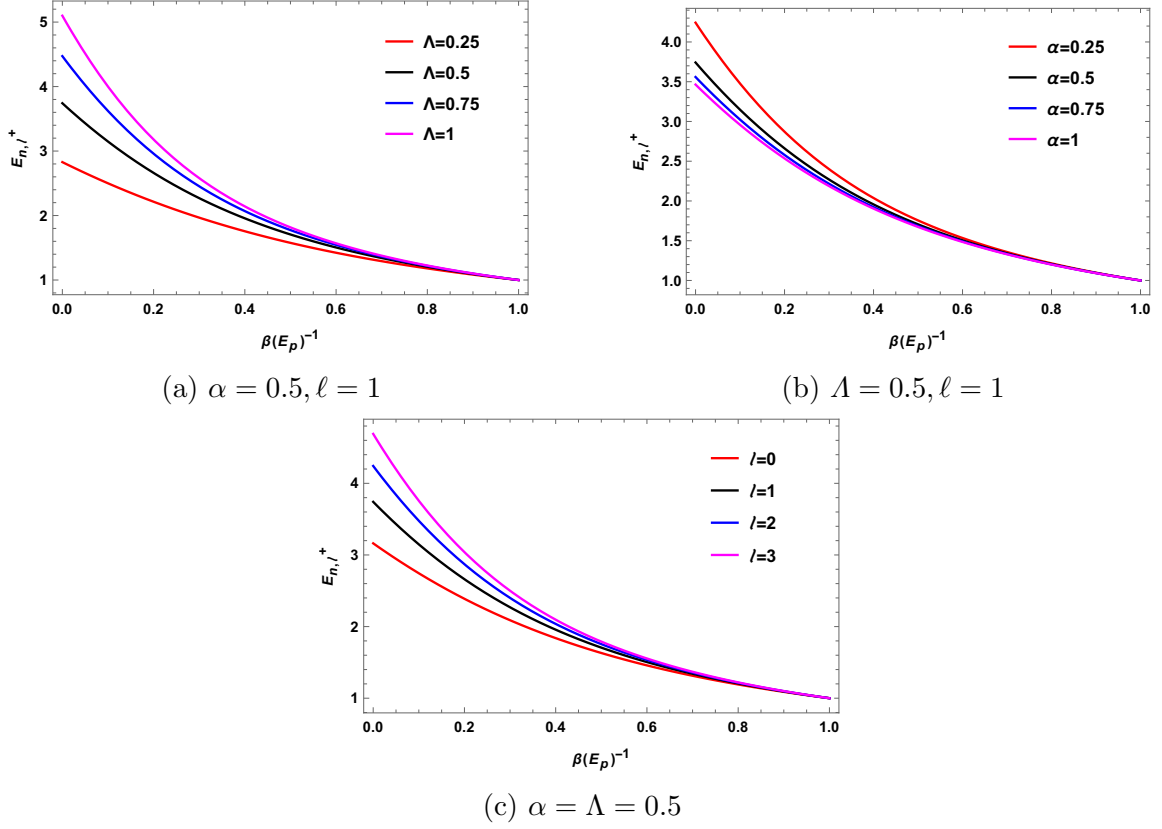 Λ=0.25
Λ=0.5
Λ=0.75
Λ=1
5
4
3
2
1
E_{n,l}^+
0.0 0.2 0.4 0.6 0.8 1.0
β(E_p)^{-1}
(a) α = 0.5, ℓ = 1
α=0.25
α=0.5
α=0.75
α=1
4.0
3.5
3.0
2.5
2.0
1.5
1.0
E_{n,l}^+
0.0 0.2 0.4 0.6 0.8 1.0
β(E_p)^{-1}
(b) Λ = 0.5, ℓ = 1
l=0
l=1
l=2
l=3
4
3
2
1
E_{n,l}^+
0.0 0.2 0.4 0.6 0.8 1.0
β(E_p)^{-1}
(c) α = Λ = 0.5